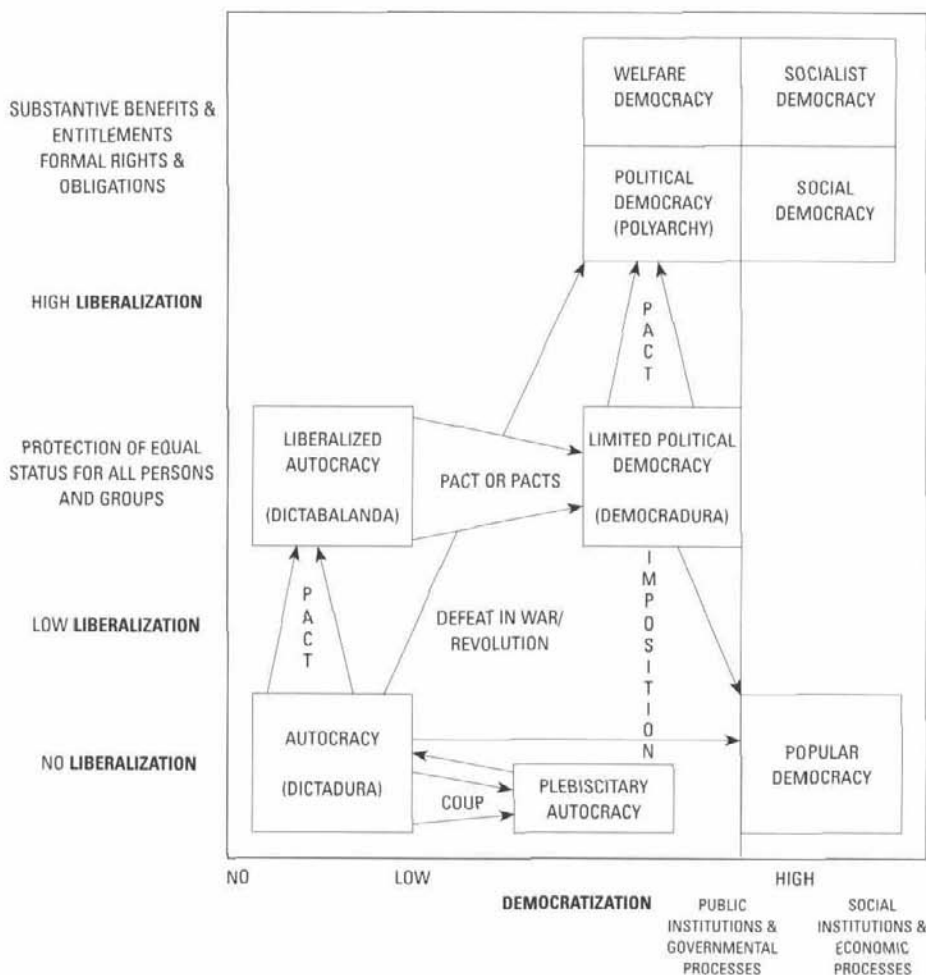 WELFARE
DEMOCRACY
SOCIALIST
DEMOCRACY
SUBSTANTIVE BENEFITS &
ENTITLEMENTS
FORMAL RIGHTS &
OBLIGATIONS
POLITICAL
DEMOCRACY
(POLYARCHY)
SOCIAL
DEMOCRACY
HIGH LIBERALIZATION
PACT
PROTECTION OF EQUAL
STATUS FOR ALL PERSONS
AND GROUPS
LIBERALIZED
AUTOCRACY
(DICTABALANDA)
PACT OR PACTS
LIMITED POLITICAL
DEMOCRACY
(DEMOCRADURA)
LOW LIBERALIZATION
PACT
DEFEAT IN WAR/
REVOLUTION
IMPOSITION
NO LIBERALIZATION
AUTOCRACY
(DICTADURA)
COUP
PLEBISCITARY
AUTOCRACY
POPULAR
DEMOCRACY
NO
LOW
HIGH
DEMOCRATIZATION
PUBLIC
INSTITUTIONS &
GOVERNMENTAL
PROCESSES
SOCIAL
INSTITUTIONS &
ECONOMIC
PROCESSES